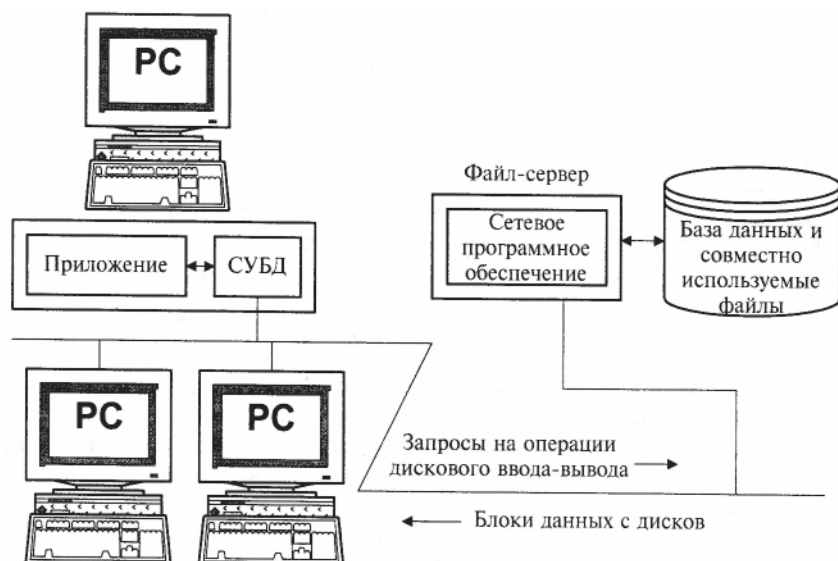 PC
Файл-сервер
Приложение
СУБД
Сетевое
программное
обеспечение
База данных и
совместно
используемые
файлы
PC
PC
Запросы на операции
дискового ввода-вывода
Блоки данных с дисков